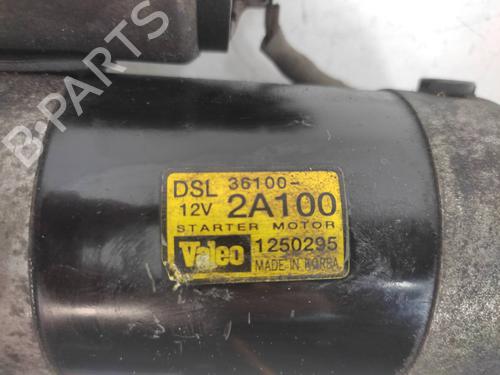 B-PARTS
DSL 36100-
12V 2A100
STARTER MOTOR
Valeo 1250295
MADE IN KOREA